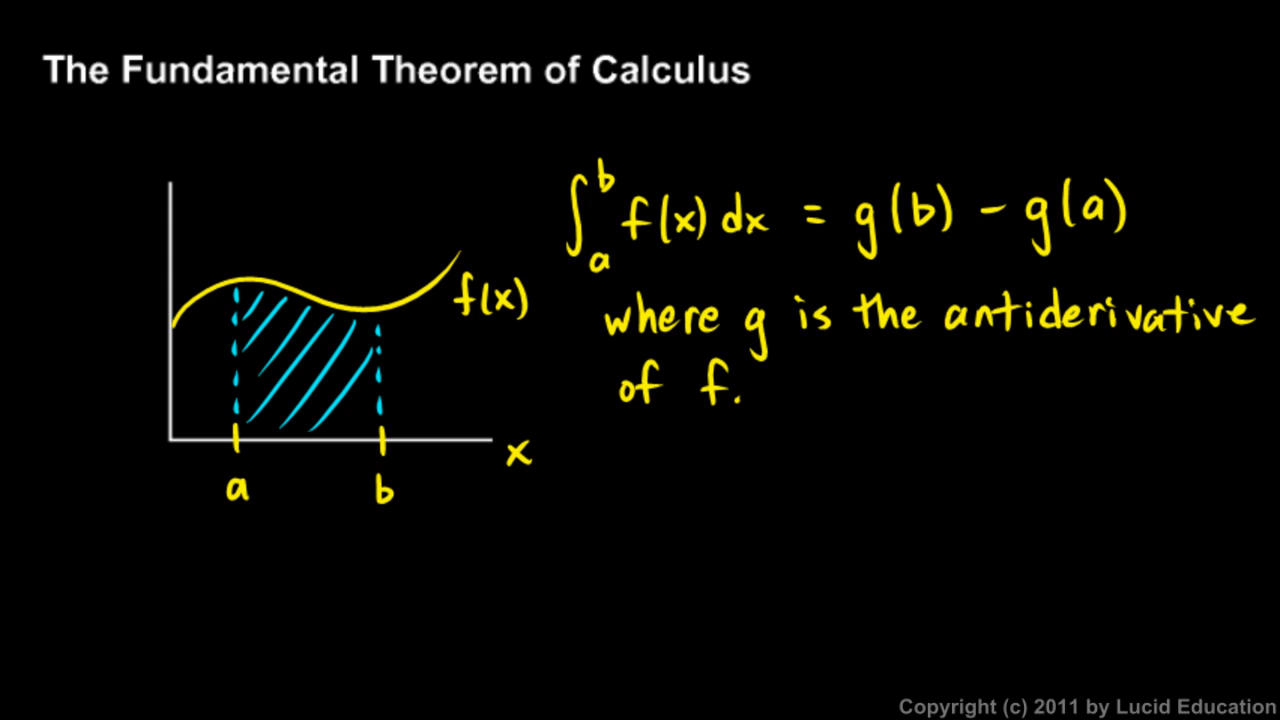 The Fundamental Theorem of Calculus
∫_a^b f(x) dx = g(b) - g(a)
f(x)
where g is the antiderivative
of f.
x
a b
Copyright (c) 2011 by Lucid Education